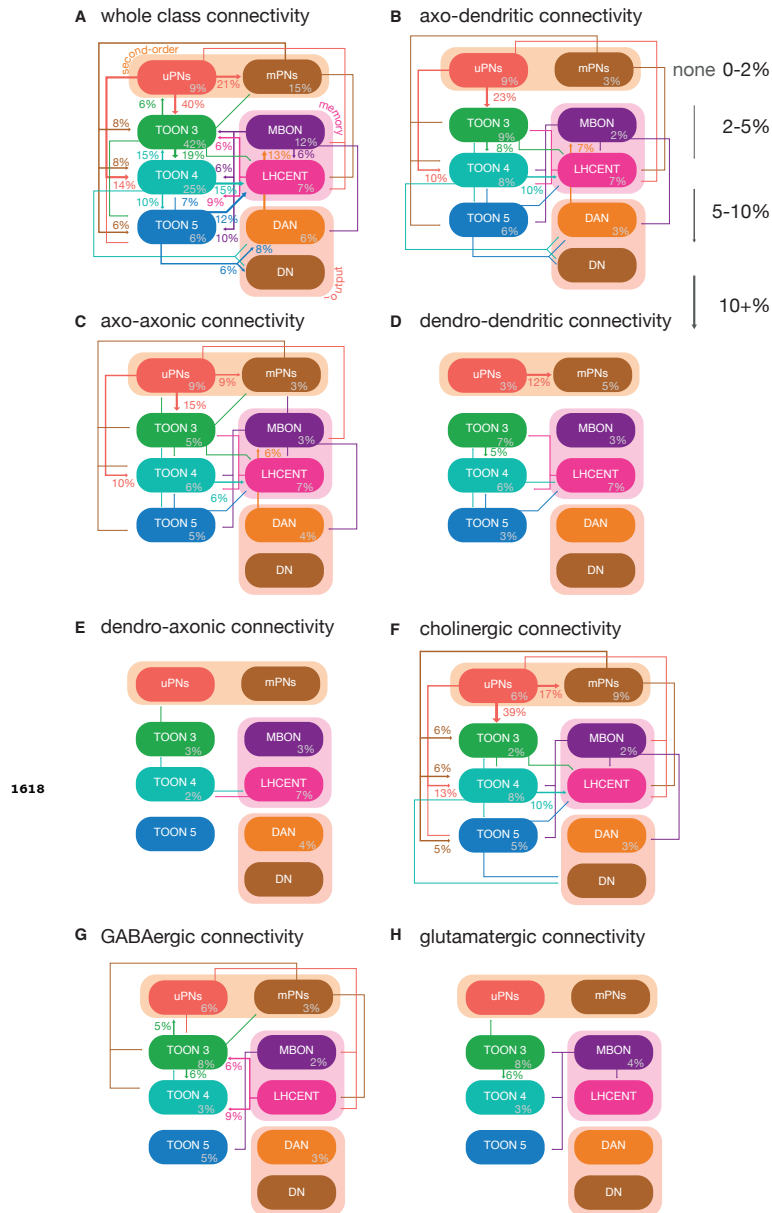 A whole class connectivity
second-order
uPNs
9%
21%
mPNs
15%
6%
40%
8%
TOON 3
42%
memory
6%
MBON
12%
15%
19%
13%
6%
8%
6%
TOON 4
25%
14%
15%
9%
LHCENT
7%
10%
7%
6%
TOON 5
6%
12%
10%
8%
DAN
6%
6%
DN
output
B axo-dendritic connectivity
uPNs
9%
mPNs
3%
23%
TOON 3
9%
8%
MBON
2%
7%
TOON 4
8%
10%
10%
LHCENT
7%
TOON 5
6%
DAN
3%
DN
none 0-2%
2-5%
5-10%
10+%
C axo-axonic connectivity
uPNs
9%
9%
mPNs
3%
15%
TOON 3
5%
MBON
3%
6%
TOON 4
6%
10%
6%
LHCENT
7%
TOON 5
5%
DAN
4%
DN
D dendro-dendritic connectivity
uPNs
3%
12%
mPNs
5%
TOON 3
7%
5%
MBON
3%
TOON 4
6%
LHCENT
7%
TOON 5
3%
DAN
DN
E dendro-axonic connectivity
uPNs
mPNs
TOON 3
3%
MBON
3%
TOON 4
2%
LHCENT
7%
TOON 5
DAN
4%
DN
1618
F cholinergic connectivity
uPNs
6%
17%
mPNs
9%
39%
6%
TOON 3
2%
MBON
2%
6%
TOON 4
8%
13%
10%
LHCENT
TOON 5
5%
5%
DAN
3%
DN
G GABAergic connectivity
uPNs
6%
mPNs
3%
5%
TOON 3
8%
6%
6%
MBON
2%
TOON 4
3%
9%
LHCENT
TOON 5
5%
DAN
3%
DN
H glutamatergic connectivity
uPNs
mPNs
TOON 3
8%
6%
MBON
4%
TOON 4
3%
LHCENT
TOON 5
DAN
DN